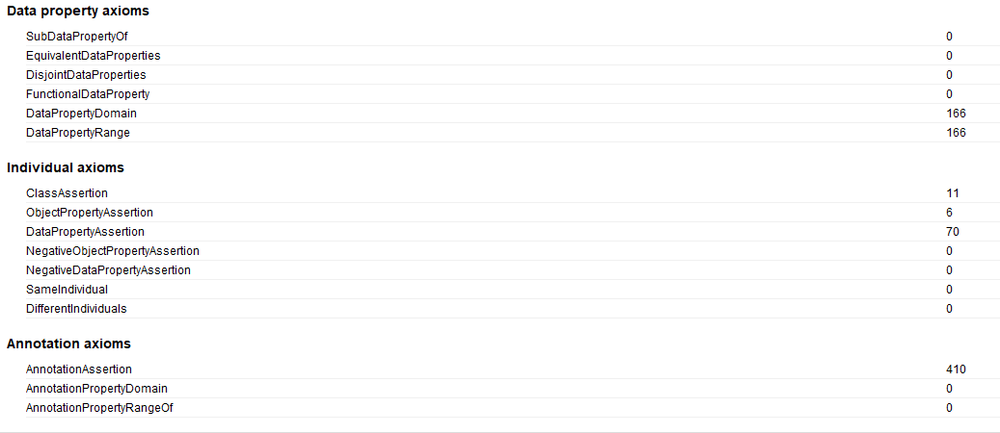 Data property axioms
SubDataPropertyOf 0
EquivalentDataProperties 0
DisjointDataProperties 0
FunctionalDataProperty 0
DataPropertyDomain 166
DataPropertyRange 166
Individual axioms
ClassAssertion 11
ObjectPropertyAssertion 6
DataPropertyAssertion 70
NegativeObjectPropertyAssertion 0
NegativeDataPropertyAssertion 0
SameIndividual 0
DifferentIndividuals 0
Annotation axioms
AnnotationAssertion 410
AnnotationPropertyDomain 0
AnnotationPropertyRangeOf 0